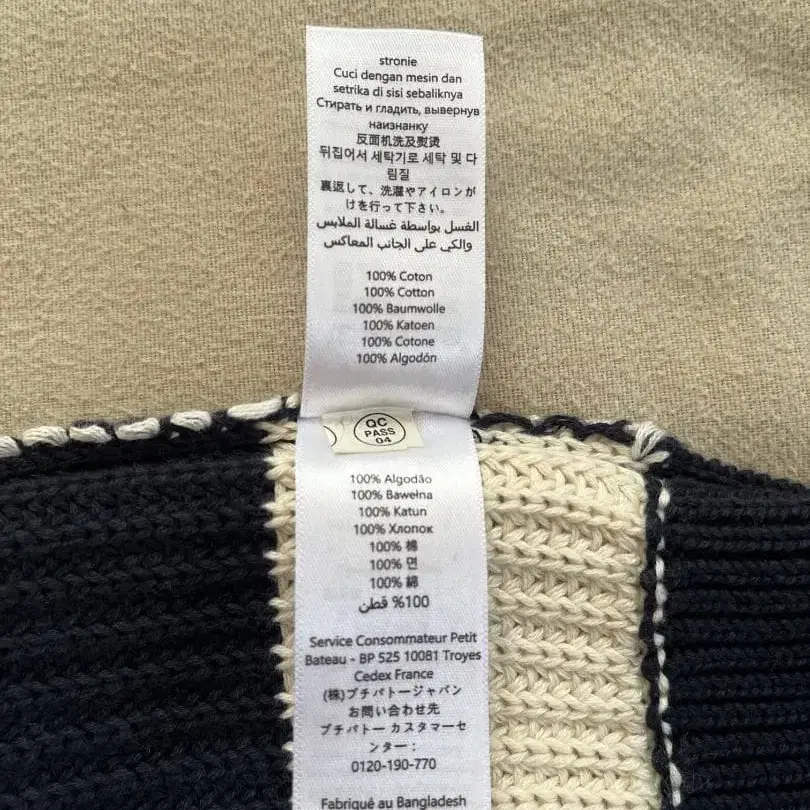 stronie
Cuci dengan mesin dan
setrika di sisi sebaliknya
Стирать и гладить, вывернув
наизнанку
反面机洗及熨烫
뒤집어서 세탁기로 세탁 및 다
림질
裏返して、洗濯やアイロンが
けを行って下さい。
الغسل بواسطة غسالة الملابس
والكي على الجانب المعاكس
100% Coton
100% Cotton
100% Baumwolle
100% Katoen
100% Cotone
100% Algodón
QC
PASS
04
100% Algodão
100% Bawełna
100% Katun
100% Хлопок
100% 棉
100% 면
100% 綿
100% قطن
Service Consommateur Petit
Bateau - BP 525 10081 Troyes
Cedex France
(株)プチバトージャパン
お問い合わせ先
プチバトー カスタマーセ
ンター：
0120-190-770
Fabriqué au Bangladesh